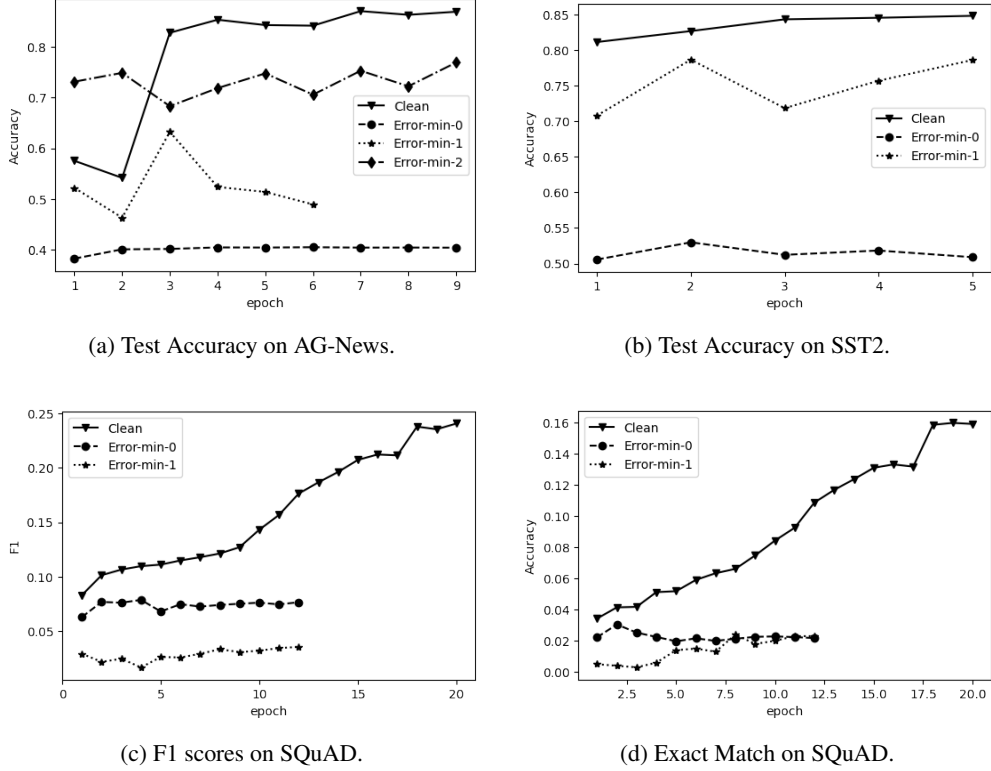 Accuracy
0.8
0.7
0.6
0.5
0.4
Clean
Error-min-0
Error-min-1
Error-min-2
1 2 3 4 5 6 7 8 9
epoch
(a) Test Accuracy on AG-News.
Accuracy
0.85
0.80
0.75
0.70
0.65
0.60
0.55
0.50
Clean
Error-min-0
Error-min-1
1 2 3 4 5
epoch
(b) Test Accuracy on SST2.
F1
0.25
0.20
0.15
0.10
0.05
Clean
Error-min-0
Error-min-1
0 5 10 15 20
epoch
(c) F1 scores on SQuAD.
Accuracy
0.16
0.14
0.12
0.10
0.08
0.06
0.04
0.02
0.00
Clean
Error-min-0
Error-min-1
2.5 5.0 7.5 10.0 12.5 15.0 17.5 20.0
epoch
(d) Exact Match on SQuAD.